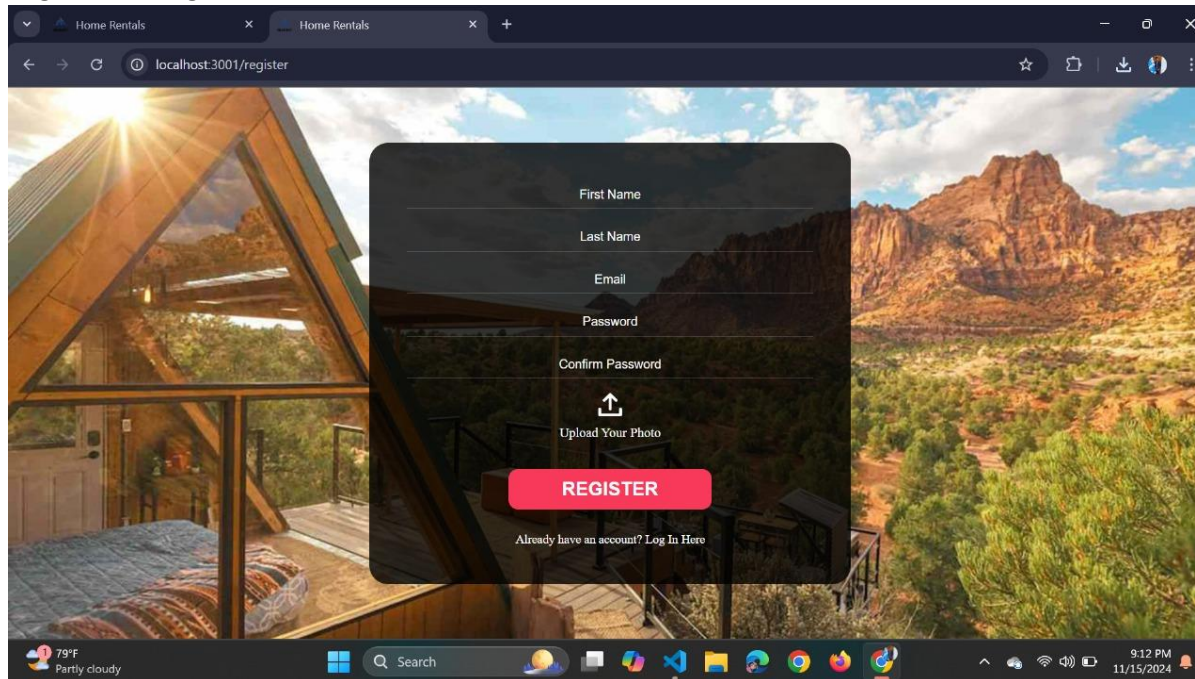 Home Rentals
Home Rentals
localhost:3001/register
First Name
Last Name
Email
Password
Confirm Password
Upload Your Photo
REGISTER
Already have an account? Log In Here
1
79°F
Partly cloudy
Search
9:12 PM
11/15/2024